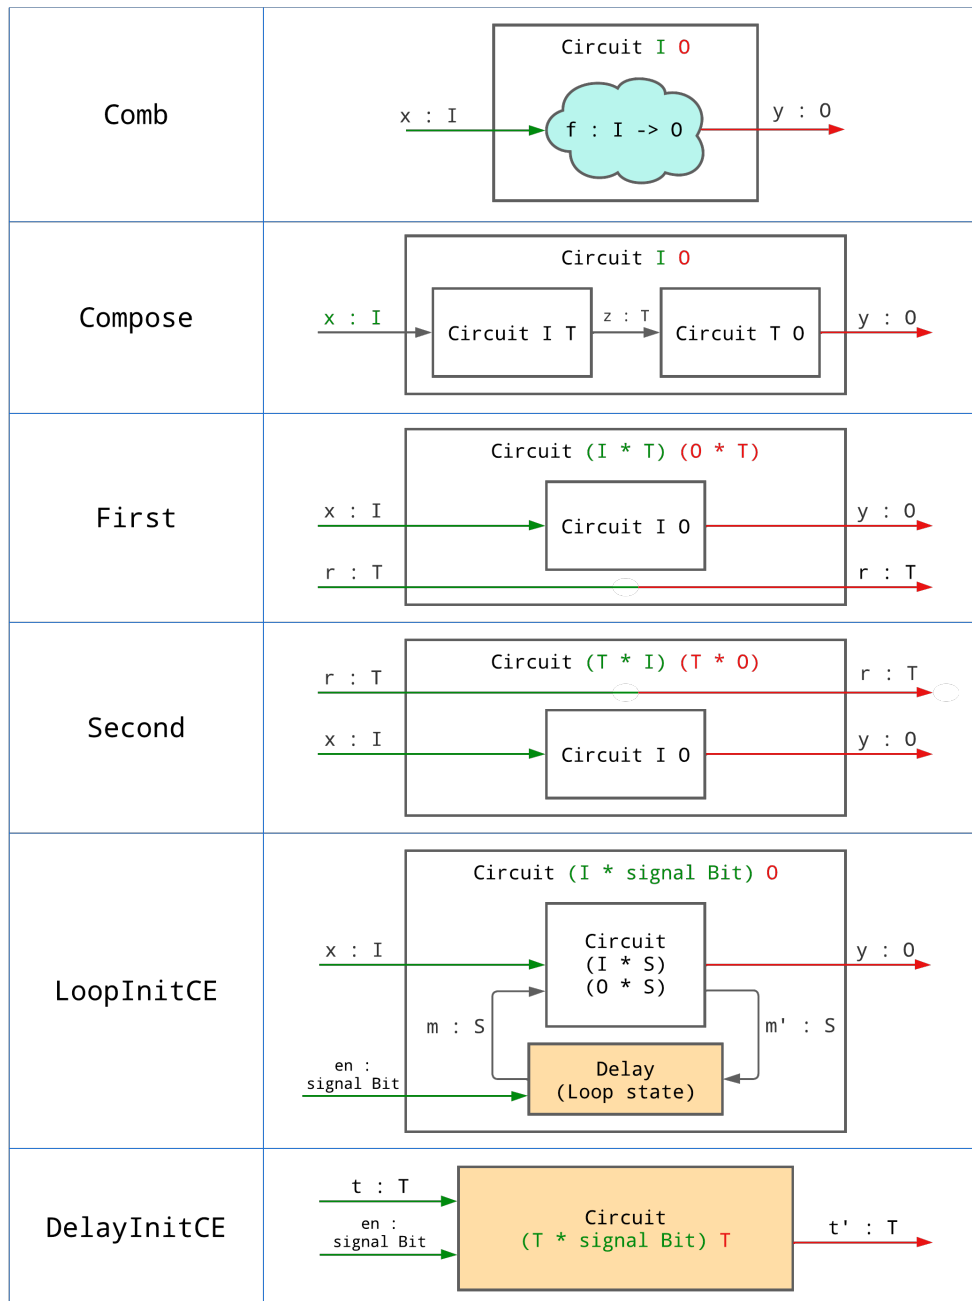 Comb
Circuit I O
x : I
f : I -> O
y : O
Compose
Circuit I O
x : I
Circuit I T
z : T
Circuit T O
y : O
First
Circuit (I * T) (O * T)
x : I
Circuit I O
y : O
r : T
r : T
Second
Circuit (T * I) (T * O)
r : T
r : T
x : I
Circuit I O
y : O
LoopInitCE
Circuit (I * signal Bit) O
x : I
Circuit
(I * S)
(O * S)
y : O
m : S
m' : S
en :
signal Bit
Delay
(Loop state)
DelayInitCE
t : T
en :
signal Bit
Circuit
(T * signal Bit) T
t' : T